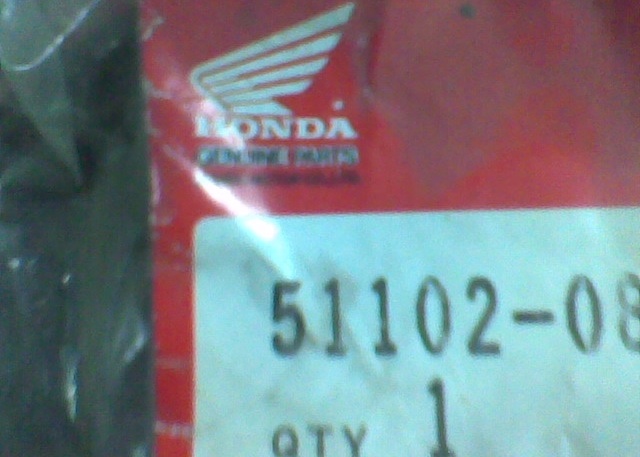 HONDA
GENUINE PARTS
51102-08
QTY 1